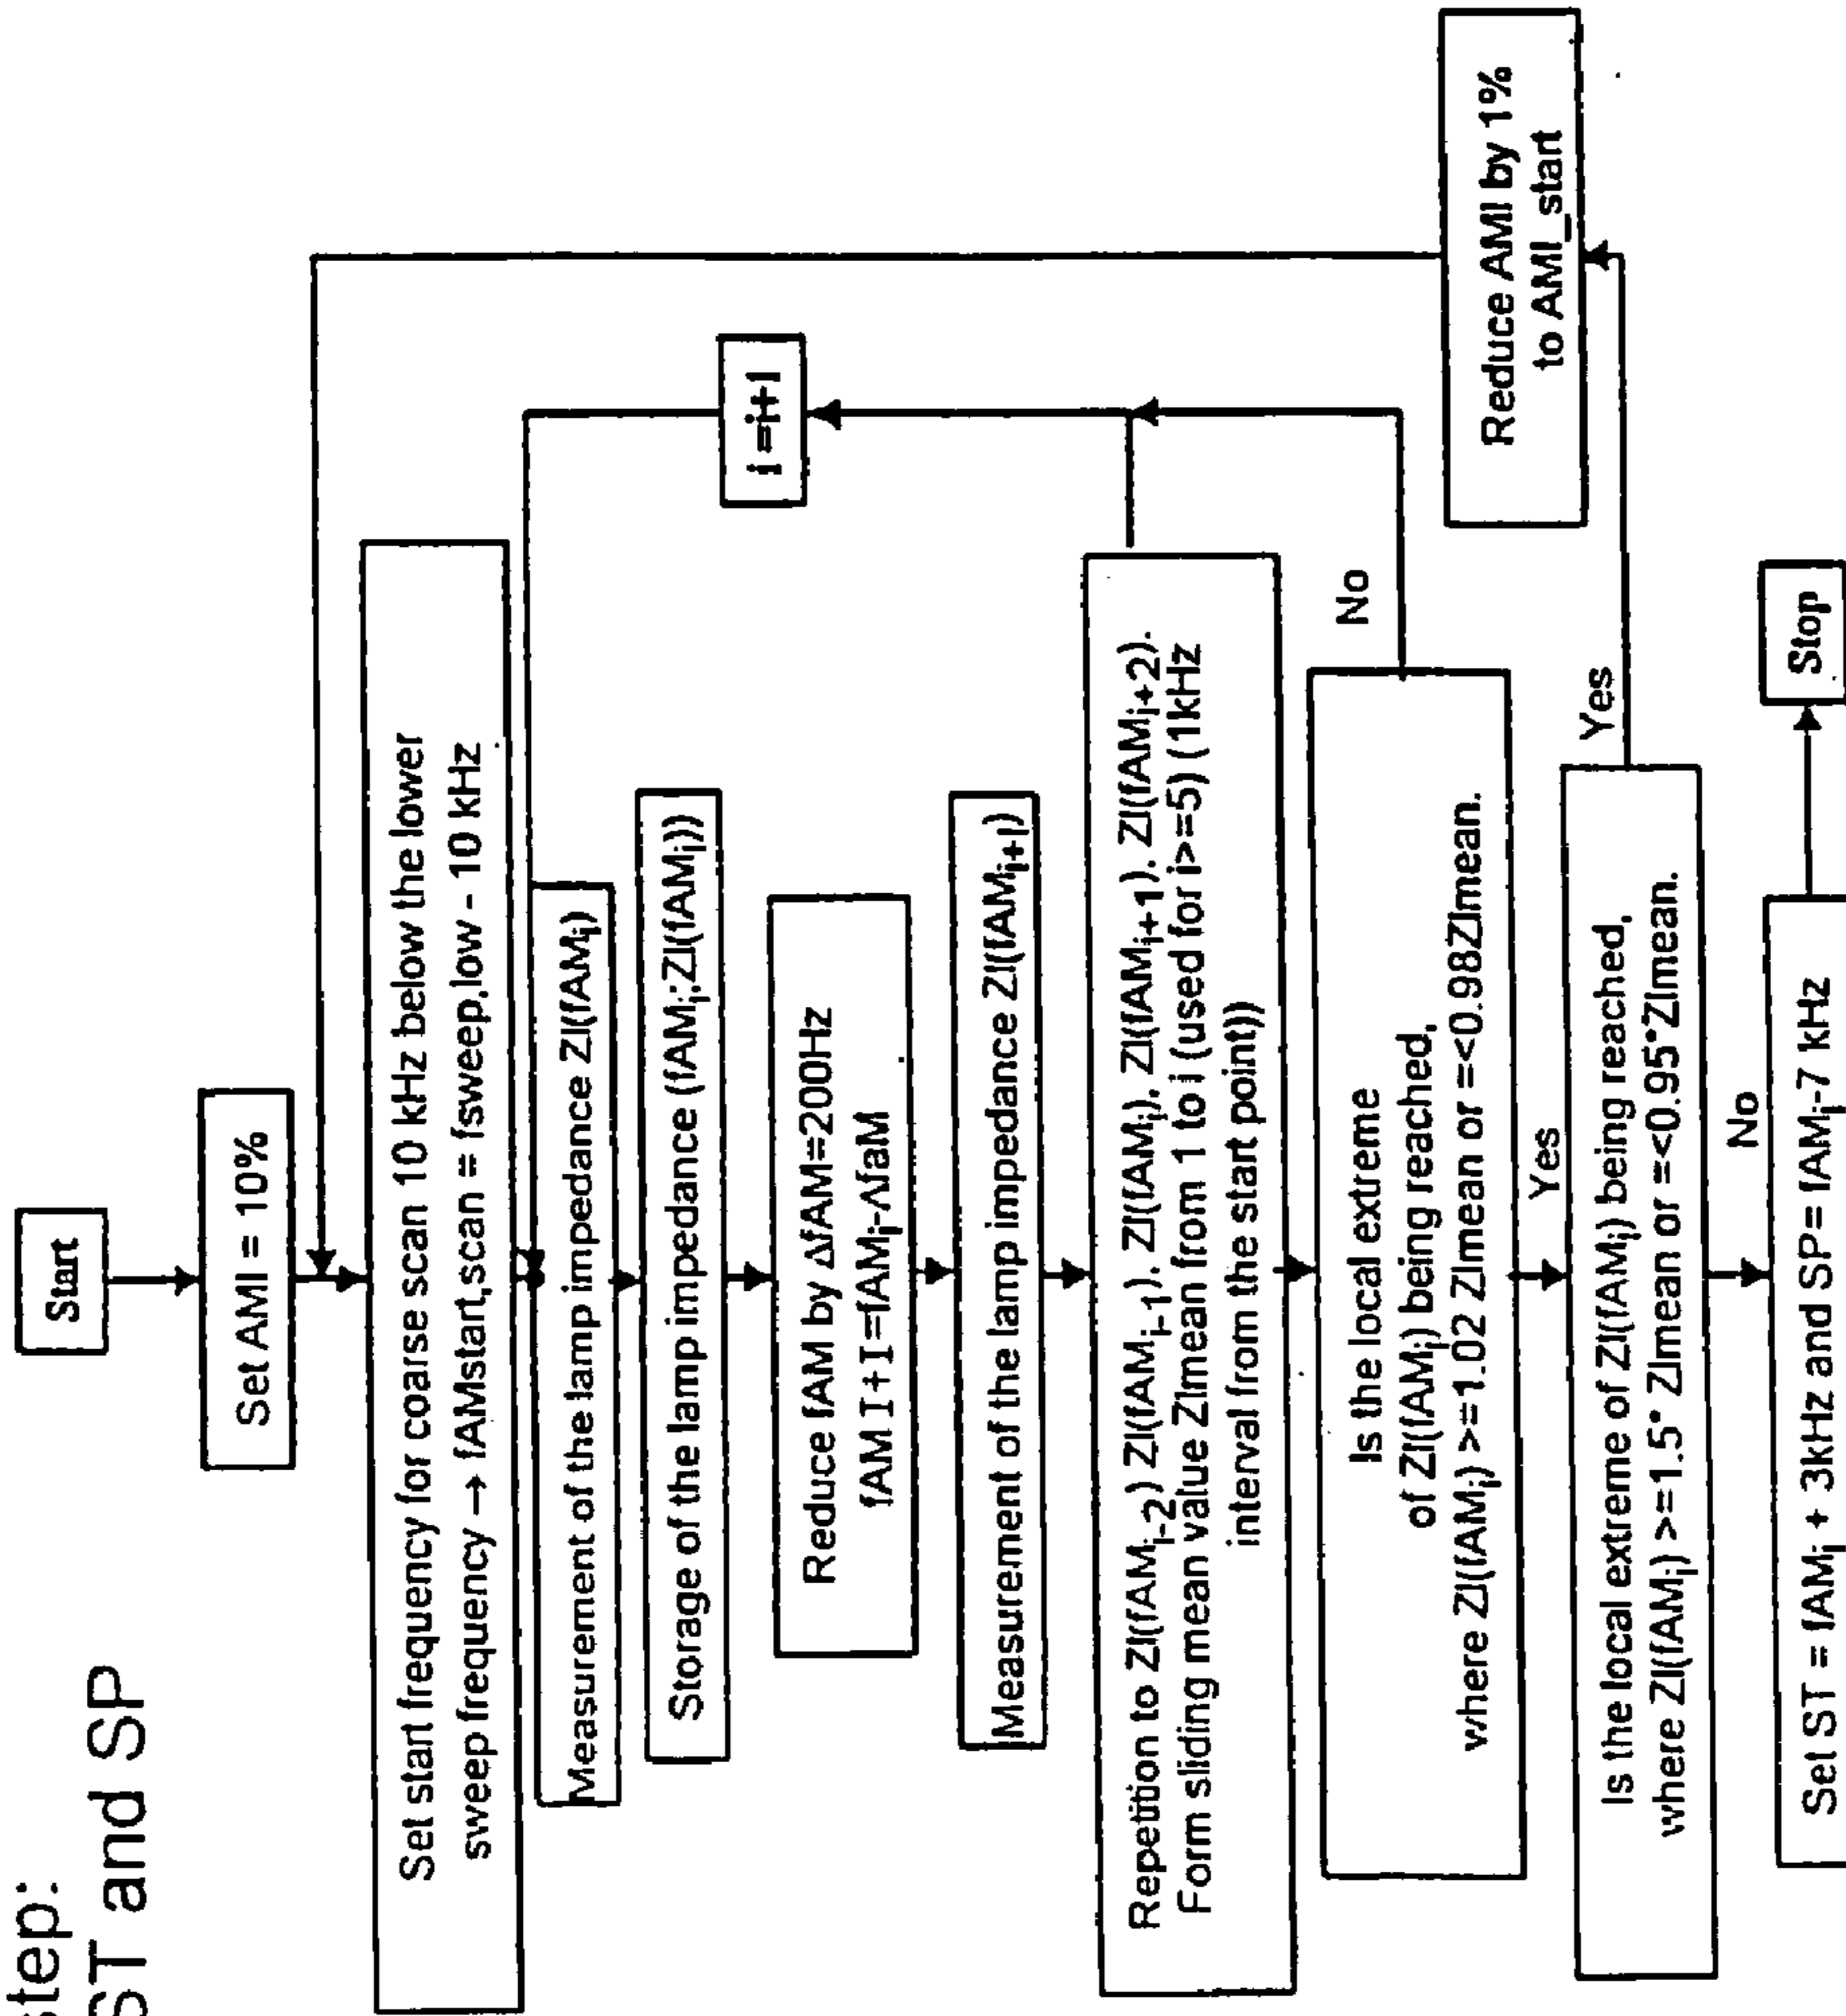 step:
ST and SP
Start
Set AMI = 10%
Set start frequency for coarse scan 10 kHz below the lower
sweep frequency → fAMstart,scan = fsweep,low - 10 kHz
Measurement of the lamp impedance Zl(fAMi)
Storage of the lamp impedance (fAMi;Zl(fAMi))
Reduce fAM by ΔfAM=200Hz
fAM I+I=fAMi-ΛfaM
Measurement of the lamp impedance Zl(fAMi+l)
Repetition to Zl(fAMi-2) Zl(fAMi-1). Zl(fAMi). Zl(fAMi+1). Zl(fAMi+2).
Form sliding mean value Zlmean from 1 to i (used for i>=5) (1kHz
interval from the start point))
i=i+1
Is the local extreme
of Zl(fAMi) being reached,
where Zl(fAMi) >=1.02 Zlmean or =<0.98Zlmean.
No
Yes
Is the local extreme of Zl(fAMi) being reached,
where Zl(fAMi) >=1.5* Zlmean or =<0.95*Zlmean.
Yes
Reduce AMI by 1%
to AMI_start
No
Set ST = fAMi + 3kHz and SP= fAMi-7 kHz
Stop